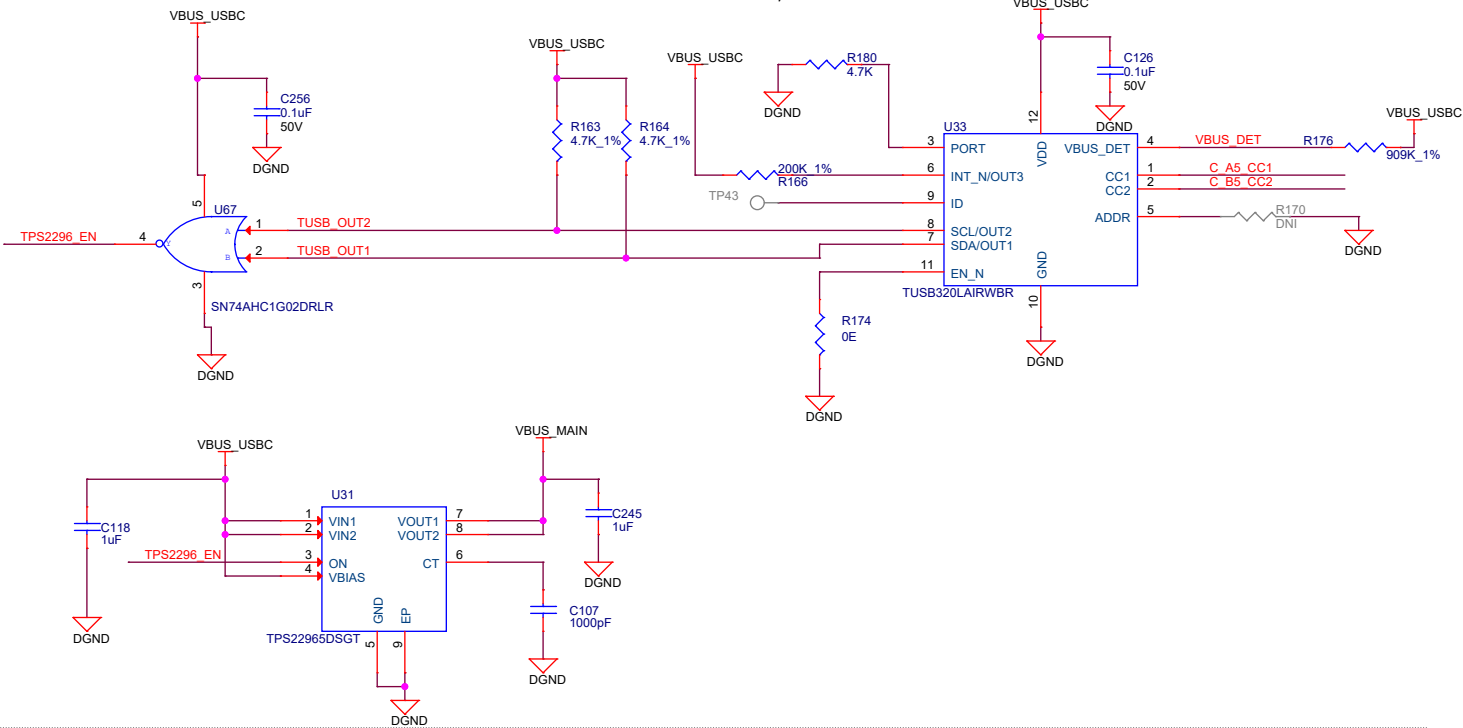 VBUS_USBC
C256
0.1uF
50V
DGND
5
U67
TPS2296_EN
4
Y
A
B
1
TUSB_OUT2
2
TUSB_OUT1
3
SN74AHC1G02DRLR
DGND
VBUS_USBC
R163
4.7K_1%
R164
4.7K_1%
VBUS_USBC
R180
4.7K
DGND
200K_1%
R166
TP43
VBUS_USBC
C126
0.1uF
50V
DGND
12
U33
3
PORT
VDD
VBUS_DET
4
VBUS_DET
R176
909K_1%
VBUS_USBC
6
INT_N/OUT3
CC1
1
C_A5_CC1
CC2
2
C_B5_CC2
9
ID
ADDR
5
R170
DNI
DGND
8
SCL/OUT2
7
SDA/OUT1
11
EN_N
GND
TUSB320LAIRWBR
10
DGND
R174
0E
DGND
VBUS_USBC
C118
1uF
DGND
U31
1
VIN1
2
VIN2
TPS2296_EN
3
ON
4
VBIAS
VOUT1
7
VOUT2
8
CT
6
GND
EP
TPS22965DSGT
5
9
DGND
VBUS_MAIN
C245
1uF
DGND
C107
1000pF
DGND